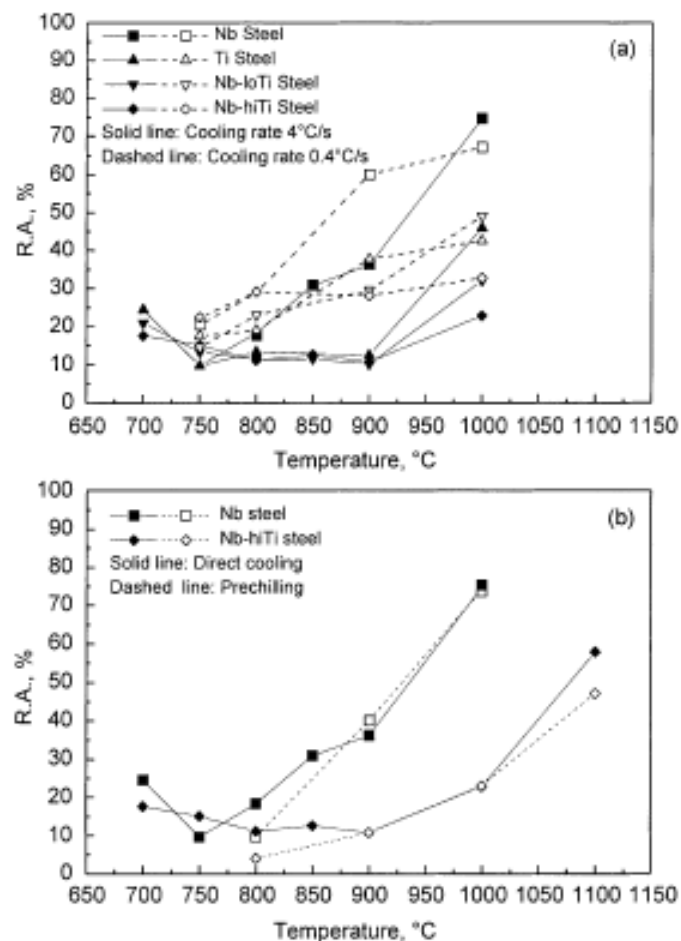 100
90
80
70
60
50
40
30
20
10
0
R.A., %
Nb Steel
Ti Steel
Nb-loTi Steel
Nb-hiTi Steel
Solid line: Cooling rate 4°C/s
Dashed line: Cooling rate 0.4°C/s
(a)
650 700 750 800 850 900 950 1000 1050 1100 1150
Temperature, °C
100
80
70
60
50
40
30
20
10
0
R.A., %
Nb steel
Nb-hiTi steel
Solid line: Direct cooling
Dashed line: Prechilling
(b)
650 700 750 800 850 900 950 1000 1050 1100 1150
Temperature, °C